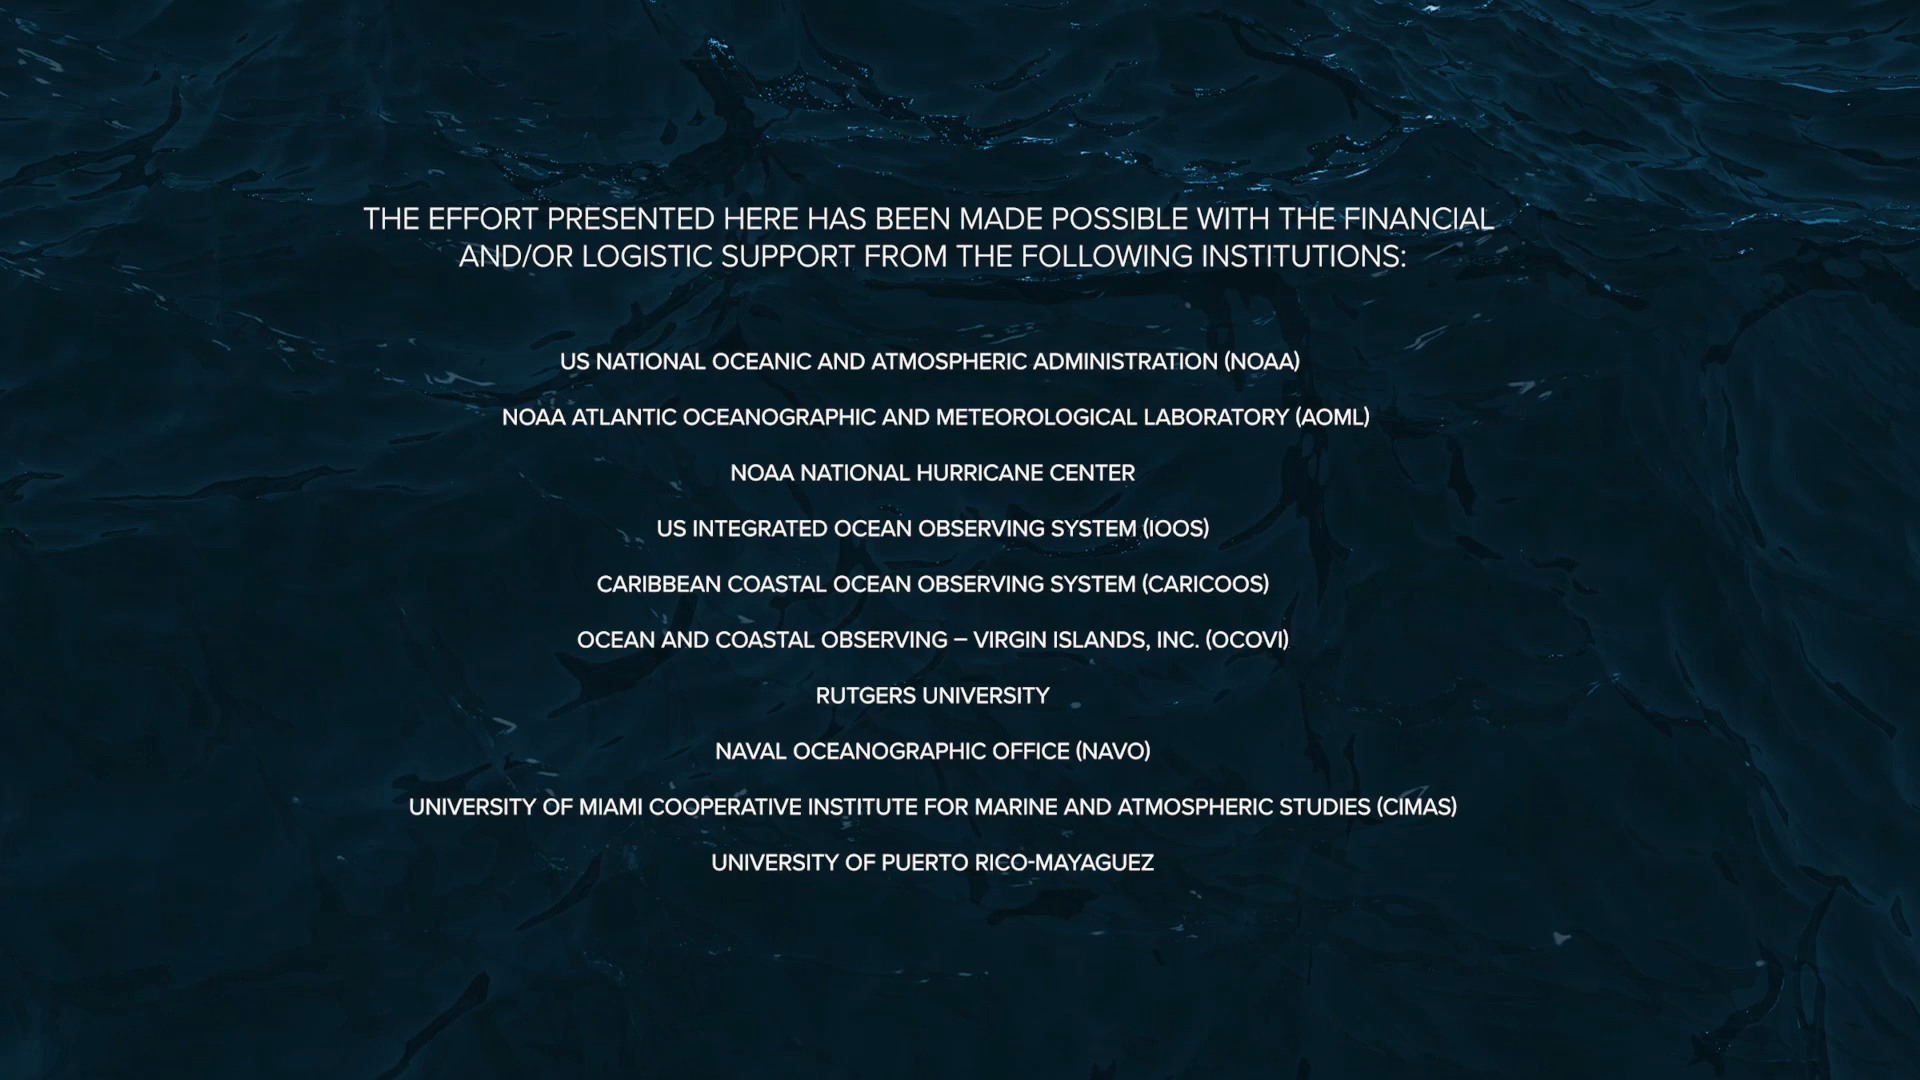 THE EFFORT PRESENTED HERE HAS BEEN MADE POSSIBLE WITH THE FINANCIAL
AND/OR LOGISTIC SUPPORT FROM THE FOLLOWING INSTITUTIONS:
US NATIONAL OCEANIC AND ATMOSPHERIC ADMINISTRATION (NOAA)
NOAA ATLANTIC OCEANOGRAPHIC AND METEOROLOGICAL LABORATORY (AOML)
NOAA NATIONAL HURRICANE CENTER
US INTEGRATED OCEAN OBSERVING SYSTEM (IOOS)
CARIBBEAN COASTAL OCEAN OBSERVING SYSTEM (CARICOOS)
OCEAN AND COASTAL OBSERVING – VIRGIN ISLANDS, INC. (OCOVI)
RUTGERS UNIVERSITY
NAVAL OCEANOGRAPHIC OFFICE (NAVO)
UNIVERSITY OF MIAMI COOPERATIVE INSTITUTE FOR MARINE AND ATMOSPHERIC STUDIES (CIMAS)
UNIVERSITY OF PUERTO RICO-MAYAGUEZ